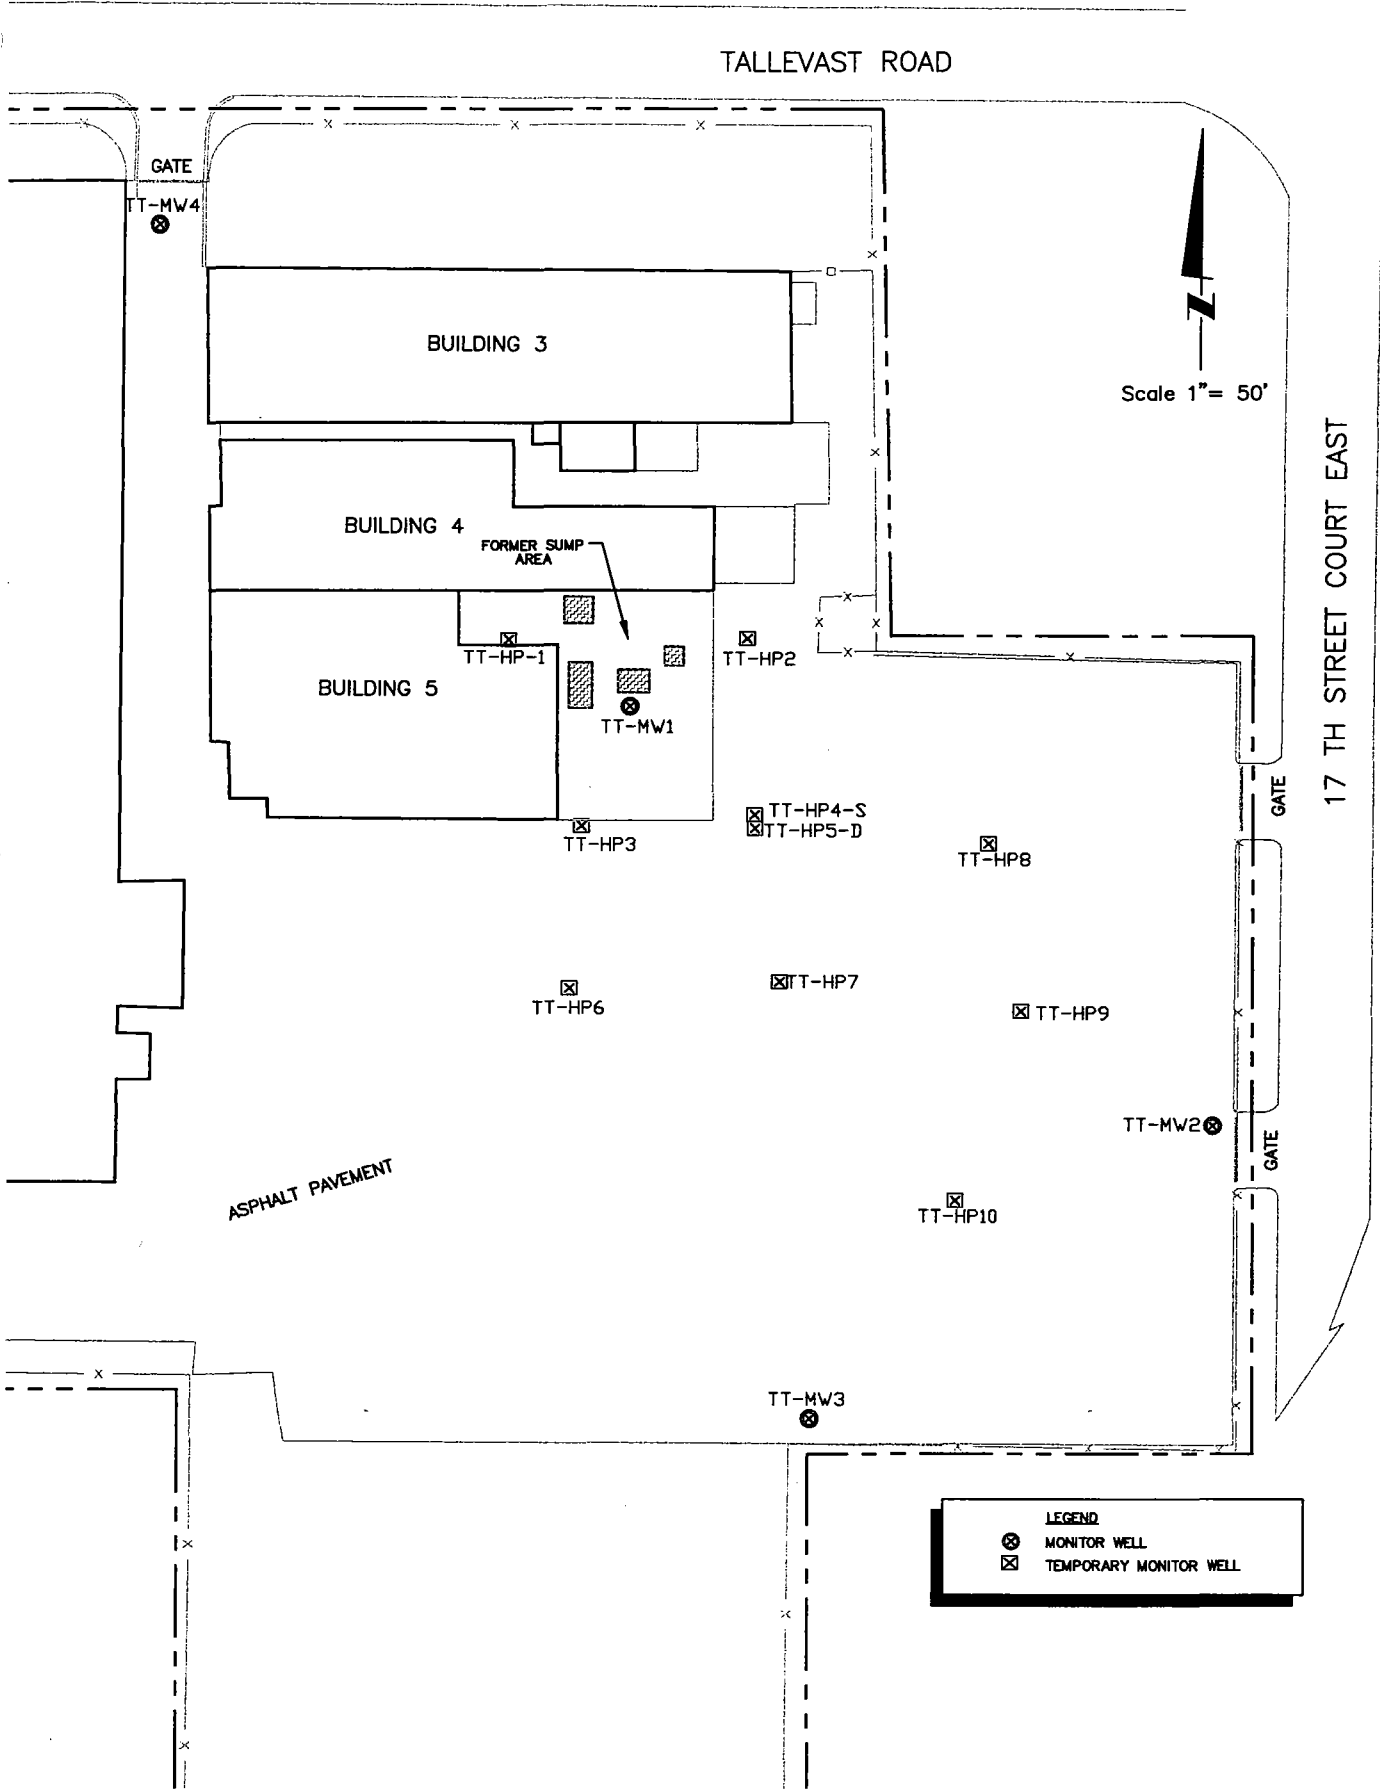 TALLEVAST ROAD
GATE
TT-MW4
BUILDING 3
Scale 1"= 50'
17 TH STREET COURT EAST
BUILDING 4
FORMER SUMP
AREA
TT-HP-1
TT-HP2
BUILDING 5
TT-MW1
GATE
TT-HP4-S
TT-HP5-D
TT-HP3
TT-HP8
TT-HP7
TT-HP6
TT-HP9
TT-MW2
GATE
ASPHALT PAVEMENT
TT-HP10
TT-MW3
LEGEND
MONITOR WELL
TEMPORARY MONITOR WELL